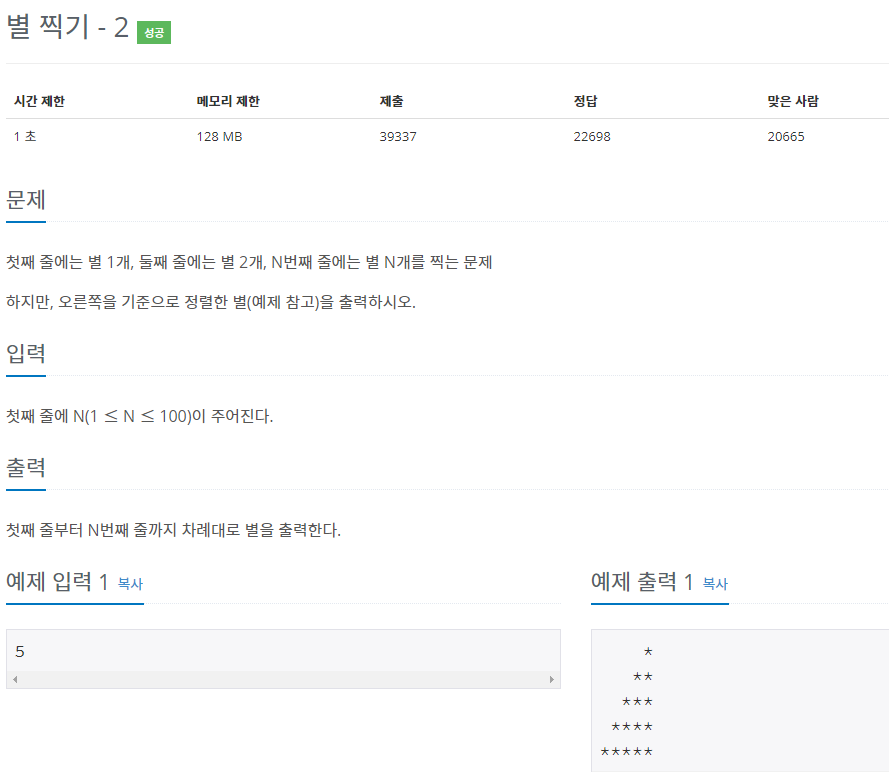 별 찍기 - 2 성공
시간 제한 메모리 제한 제출 정답 맞은 사람
1 초 128 MB 39337 22698 20665
문제
첫째 줄에는 별 1개, 둘째 줄에는 별 2개, N번째 줄에는 별 N개를 찍는 문제
하지만, 오른쪽을 기준으로 정렬한 별(예제 참고)을 출력하시오.
입력
첫째 줄에 N(1 ≤ N ≤ 100)이 주어진다.
출력
첫째 줄부터 N번째 줄까지 차례대로 별을 출력한다.
예제 입력 1 복사
5
예제 출력 1 복사
    *
   **
  ***
 ****
*****